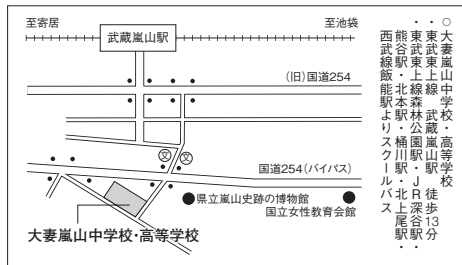 至寄居
至池袋
武蔵嵐山駅
(旧)国道254
文
文
国道254(バイパス)
県立嵐山史跡の博物館
国立女性教育会館
大妻嵐山中学校・高等学校
○大妻嵐山中学校・高等学校
・東武東上線武蔵嵐山駅徒歩13分
・東武東上線森林公園駅・JR深谷駅・
熊谷駅・北本駅・桶川駅・北上尾駅・
西武線飯能駅よりスクールバス